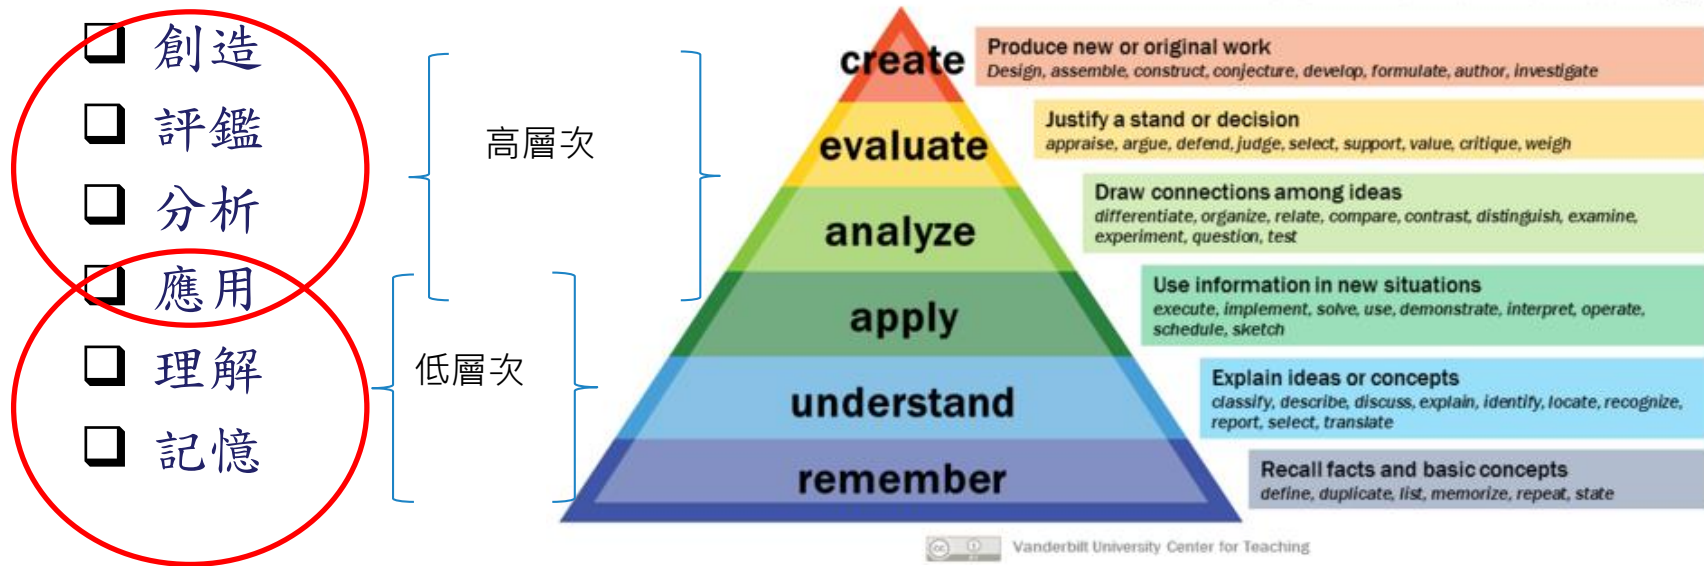 創造
評鑑
分析
應用
理解
記憶
高層次
低層次
create
Produce new or original work
Design, assemble, construct, conjecture, develop, formulate, author, investigate
evaluate
Justify a stand or decision
appraise, argue, defend, judge, select, support, value, critique, weigh
analyze
Draw connections among ideas
differentiate, organize, relate, compare, contrast, distinguish, examine,
experiment, question, test
apply
Use information in new situations
execute, implement, solve, use, demonstrate, interpret, operate,
schedule, sketch
understand
Explain ideas or concepts
classify, describe, discuss, explain, identify, locate, recognize,
report, select, translate
remember
Recall facts and basic concepts
define, duplicate, list, memorize, repeat, state
cc
Vanderbilt University Center for Teaching